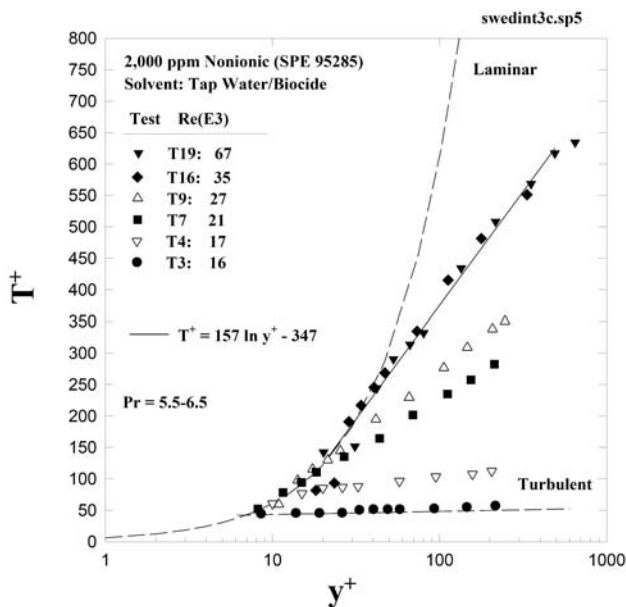 swedint3c.sp5
2,000 ppm Nonionic (SPE 95285)
Solvent: Tap Water/Biocide
Test Re(E3)
T19: 67
T16: 35
T9: 27
T7 21
T4: 17
T3: 16
T+ = 157 ln y+ - 347
Pr = 5.5-6.5
Laminar
Turbulent
T+
800
750
700
650
600
550
500
450
400
350
300
250
200
150
100
50
0
1 10 100 1000
y+